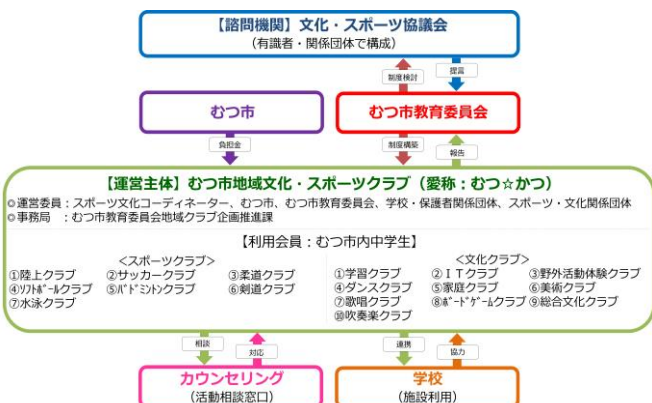 【諮問機関】文化・スポーツ協議会
(有識者・関係団体で構成)
制度検討
提言
むつ市
むつ市教育委員会
負担金
制度構築
報告
【運営主体】むつ市地域文化・スポーツクラブ(愛称:むつ☆かつ)
◎運営委員:スポーツ文化コーディネーター、むつ市、むつ市教育委員会、学校・保護者関係団体、スポーツ・文化関係団体
◎事務局 :むつ市教育委員会地域クラブ企画推進課
【利用会員:むつ市内中学生】
<スポーツクラブ>
①陸上クラブ ②サッカークラブ ③柔道クラブ
④ソフトボールクラブ ⑤バドミントンクラブ ⑥剣道クラブ
⑦水泳クラブ
<文化クラブ>
①学習クラブ ②ITクラブ ③野外活動体験クラブ
④ダンスクラブ ⑤家庭クラブ ⑥美術クラブ
⑦歌唱クラブ ⑧ボードゲームクラブ ⑨総合文化クラブ
⑩吹奏楽クラブ
相談
対応
連携
協力
カウンセリング
(活動相談窓口)
学校
(施設利用)